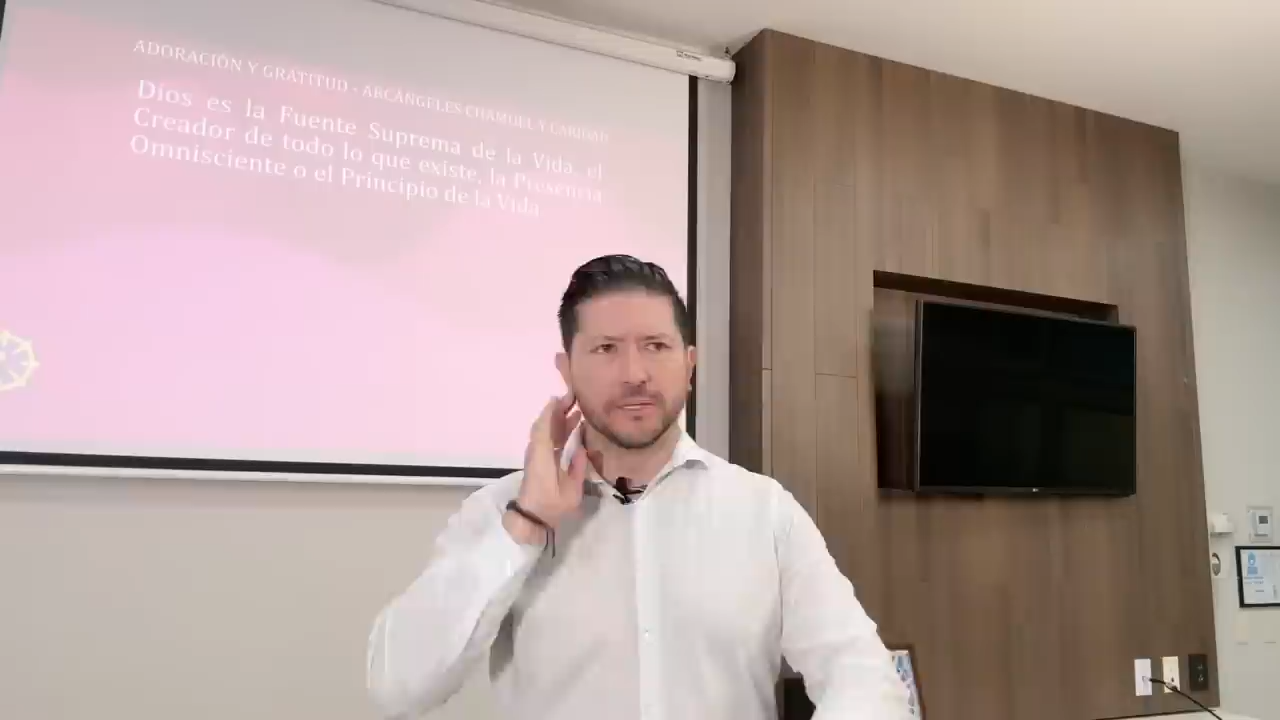 ADORACIÓN Y GRATITUD - ARCÁNGELES CHAMUEL Y CARIDAD
Dios es la Fuente Suprema de la Vida, el
Creador de todo lo que existe, la Presencia
Omnisciente o el Principio de la Vida